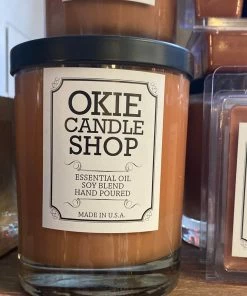 OKIE
CANDLE
SHOP
ESSENTIAL OIL
SOY BLEND
HAND POURED
MADE IN U.S.A.